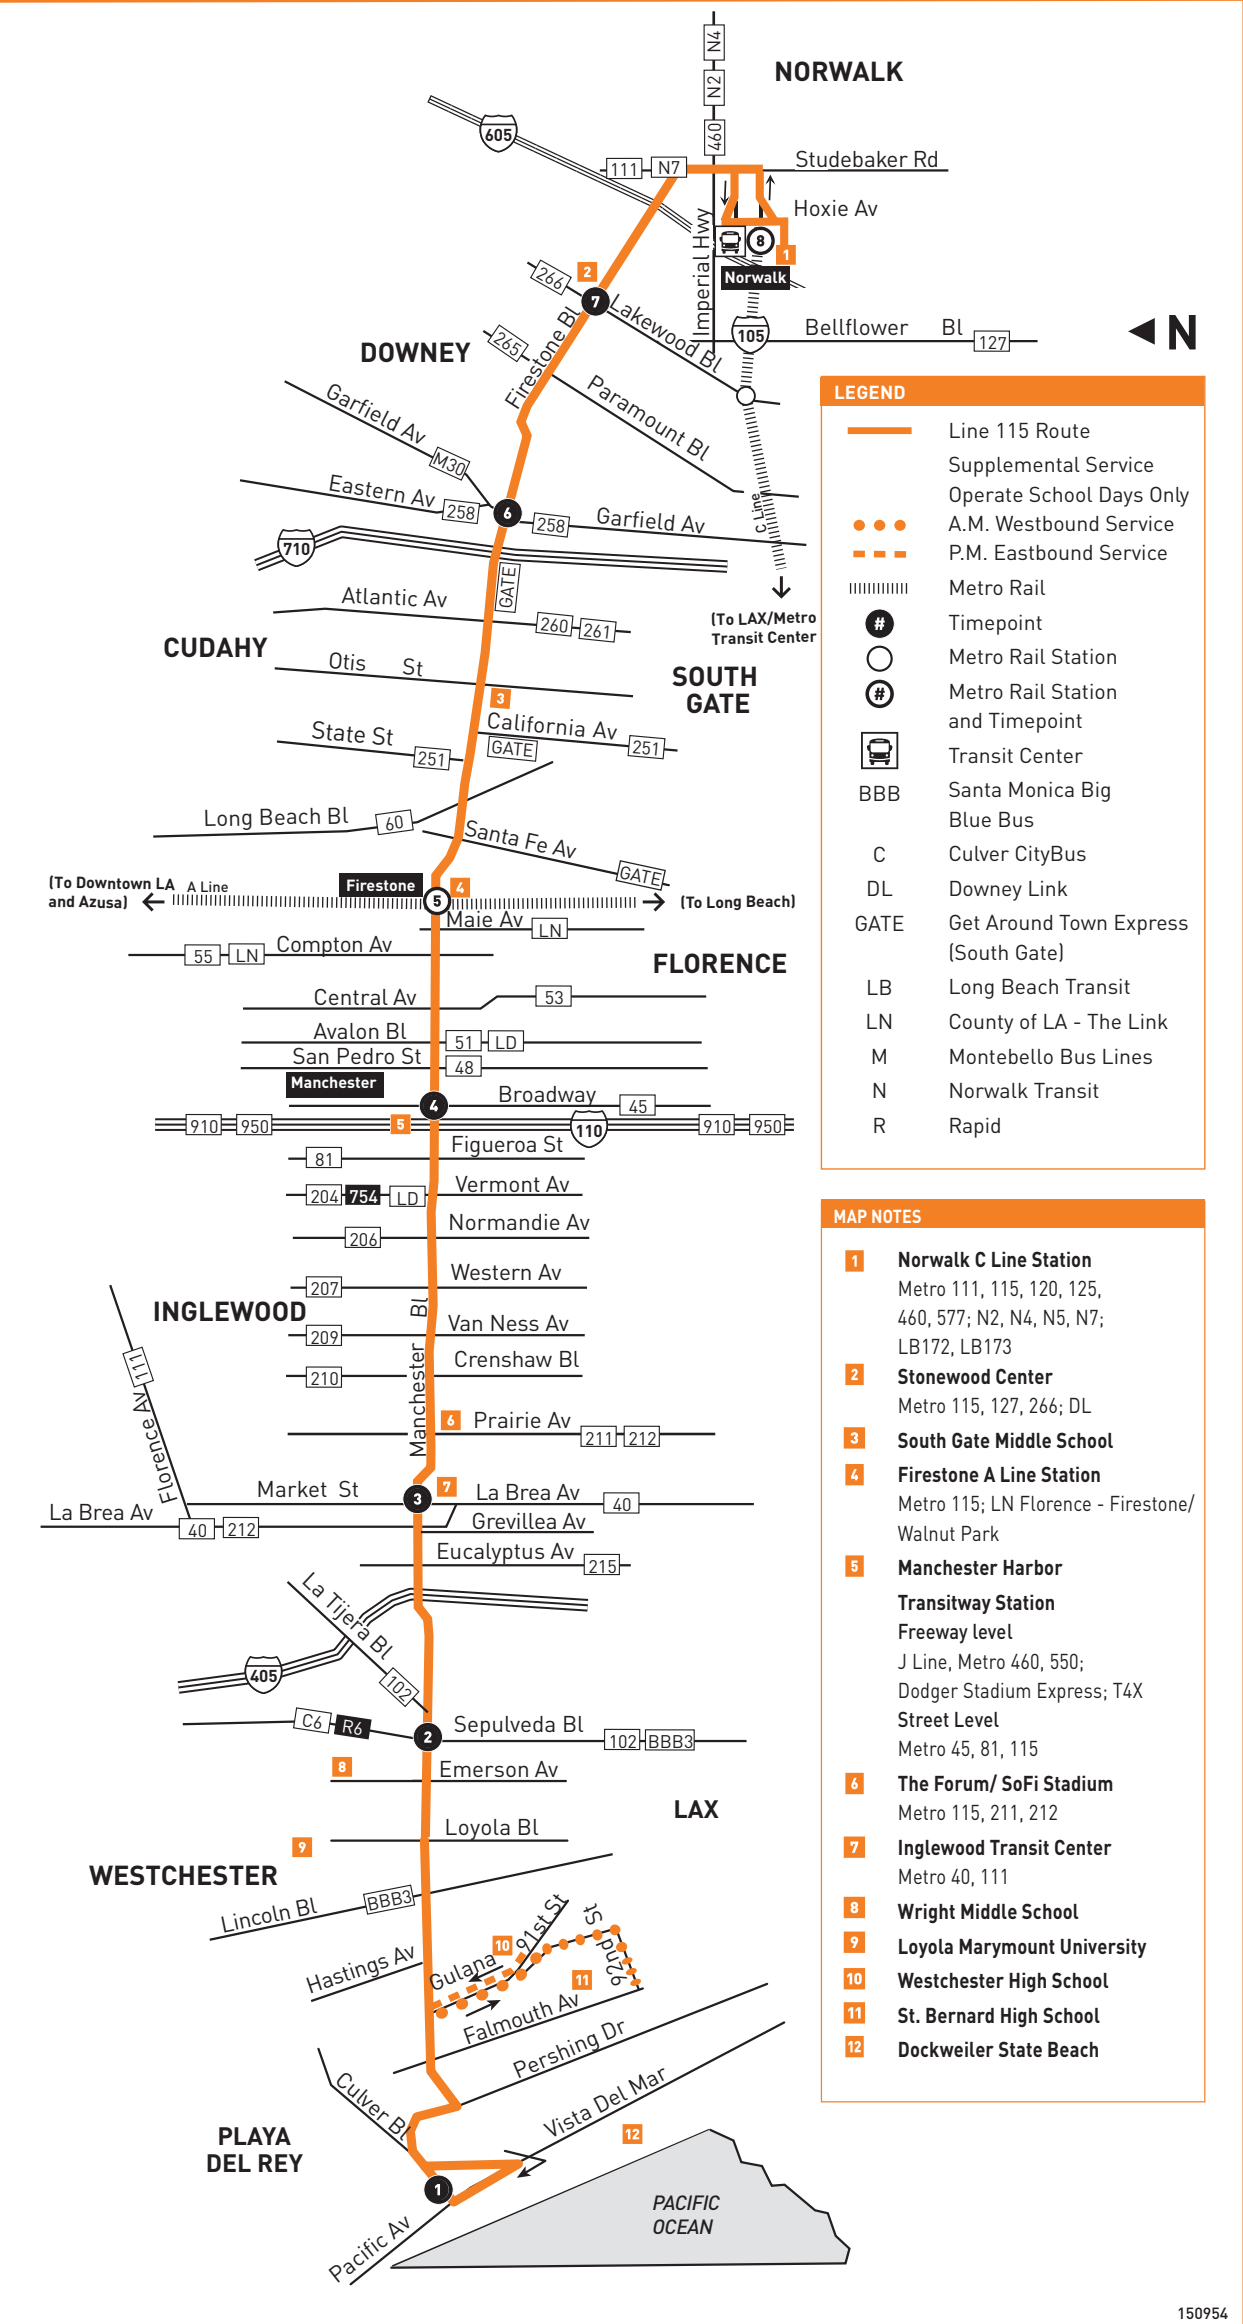 N4
N2
NORWALK
605
460
111
N7
Studebaker Rd
Hoxie Av
Imperial Hwy
8
1
Norwalk
2
266
7
Lakewood Bl
105
Bellflower Bl
127
N
265
Firestone Bl
DOWNEY
Paramount Bl
Garfield Av
M30
Eastern Av
258
6
258
Garfield Av
C Line
710
GATE
Atlantic Av
260
261
(To LAX/Metro
Transit Center
CUDAHY
Otis St
SOUTH
GATE
3
State St
251
California Av
GATE
251
Long Beach Bl
60
Santa Fe Av
GATE
(To Downtown LA
and Azusa)
A Line
Firestone
4
5
(To Long Beach)
Maie Av
LN
55
LN
Compton Av
FLORENCE
Central Av
53
Avalon Bl
51
LD
San Pedro St
48
Manchester
4
Broadway
45
910
950
5
110
910
950
Figueroa St
81
Vermont Av
204
754
LD
Normandie Av
206
Western Av
207
INGLEWOOD
Manchester Bl
Van Ness Av
209
Crenshaw Bl
210
111
Florence Av
6
Prairie Av
211
212
7
Market St
3
La Brea Av
40
La Brea Av
40
212
Grevillea Av
Eucalyptus Av
215
La Tijera Bl
405
102
C6
R6
2
Sepulveda Bl
102
BBB3
8
Emerson Av
LAX
Loyola Bl
9
WESTCHESTER
Lincoln Bl
BBB3
Hastings Av
Gulana
10
91st St
92nd St
11
Falmouth Av
Pershing Dr
Culver Bl
Vista Del Mar
12
PLAYA
DEL REY
1
Pacific Av
PACIFIC
OCEAN
LEGEND
Line 115 Route
Supplemental Service
Operate School Days Only
A.M. Westbound Service
P.M. Eastbound Service
Metro Rail
# Timepoint
Metro Rail Station
# Metro Rail Station
and Timepoint
Transit Center
BBB Santa Monica Big
Blue Bus
C Culver CityBus
DL Downey Link
GATE Get Around Town Express
(South Gate)
LB Long Beach Transit
LN County of LA - The Link
M Montebello Bus Lines
N Norwalk Transit
R Rapid
MAP NOTES
1 Norwalk C Line Station
Metro 111, 115, 120, 125,
460, 577; N2, N4, N5, N7;
LB172, LB173
2 Stonewood Center
Metro 115, 127, 266; DL
3 South Gate Middle School
4 Firestone A Line Station
Metro 115; LN Florence - Firestone/
Walnut Park
5 Manchester Harbor
Transitway Station
Freeway level
J Line, Metro 460, 550;
Dodger Stadium Express; T4X
Street Level
Metro 45, 81, 115
6 The Forum/ SoFi Stadium
Metro 115, 211, 212
7 Inglewood Transit Center
Metro 40, 111
8 Wright Middle School
9 Loyola Marymount University
10 Westchester High School
11 St. Bernard High School
12 Dockweiler State Beach
150954